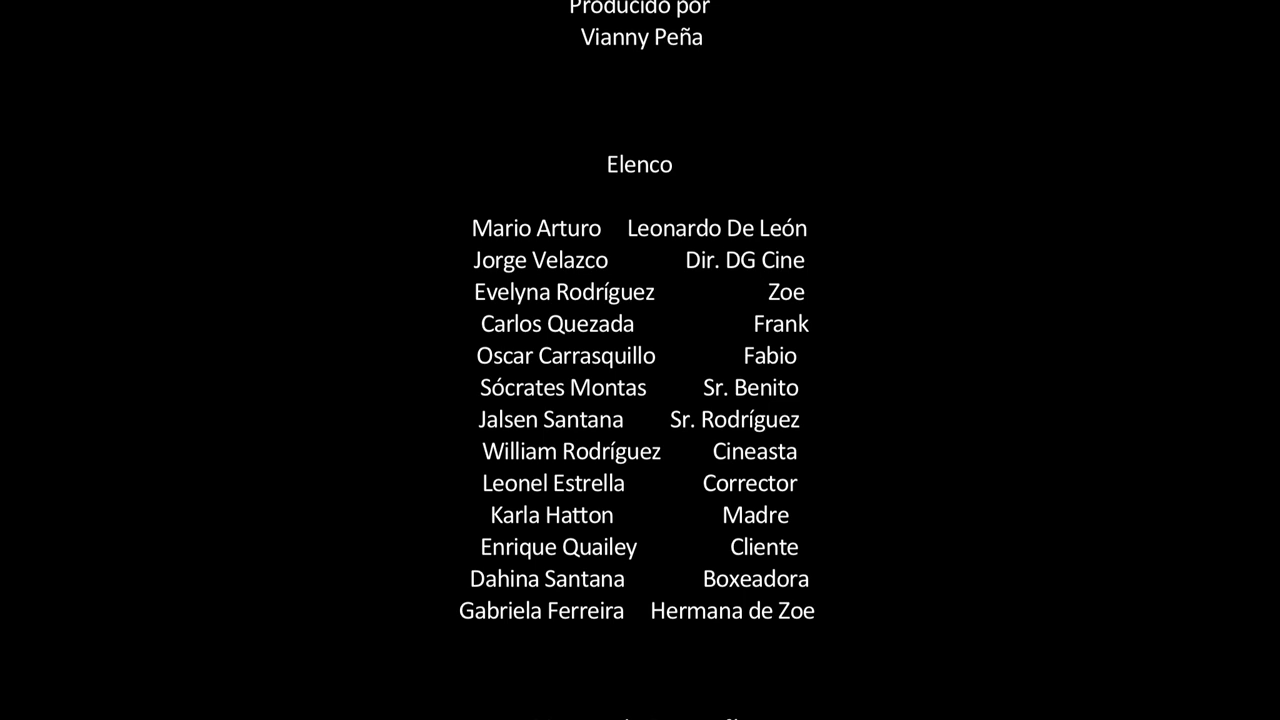 Producido por
Vianny Peña
Elenco
Mario Arturo Leonardo De León
Jorge Velazco Dir. DG Cine
Evelyna Rodríguez Zoe
Carlos Quezada Frank
Oscar Carrasquillo Fabio
Sócrates Montas Sr. Benito
Jalsen Santana Sr. Rodríguez
William Rodríguez Cineasta
Leonel Estrella Corrector
Karla Hatton Madre
Enrique Quailey Cliente
Dahina Santana Boxeadora
Gabriela Ferreira Hermana de Zoe